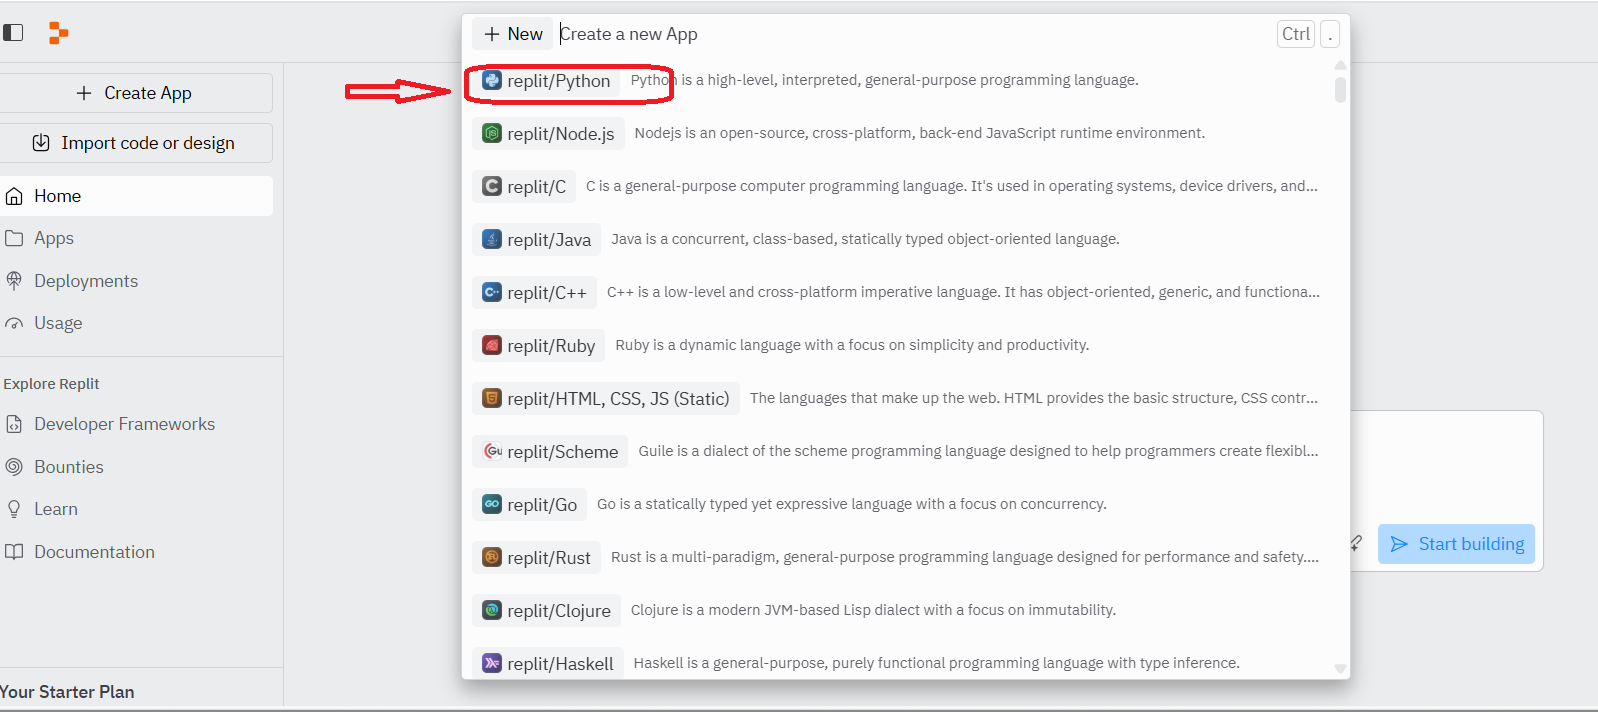 + New Create a new App Ctrl .
+ Create App
Import code or design
Home
Apps
Deployments
Usage
Explore Replit
Developer Frameworks
Bounties
Learn
Documentation
Your Starter Plan
replit/Python Python is a high-level, interpreted, general-purpose programming language.
replit/Node.js Nodejs is an open-source, cross-platform, back-end JavaScript runtime environment.
replit/C C is a general-purpose computer programming language. It's used in operating systems, device drivers, and...
replit/Java Java is a concurrent, class-based, statically typed object-oriented language.
replit/C++ C++ is a low-level and cross-platform imperative language. It has object-oriented, generic, and functiona...
replit/Ruby Ruby is a dynamic language with a focus on simplicity and productivity.
replit/HTML, CSS, JS (Static) The languages that make up the web. HTML provides the basic structure, CSS contr...
replit/Scheme Guile is a dialect of the scheme programming language designed to help programmers create flexibl...
replit/Go Go is a statically typed yet expressive language with a focus on concurrency.
replit/Rust Rust is a multi-paradigm, general-purpose programming language designed for performance and safety....
replit/Clojure Clojure is a modern JVM-based Lisp dialect with a focus on immutability.
replit/Haskell Haskell is a general-purpose, purely functional programming language with type inference.
Start building